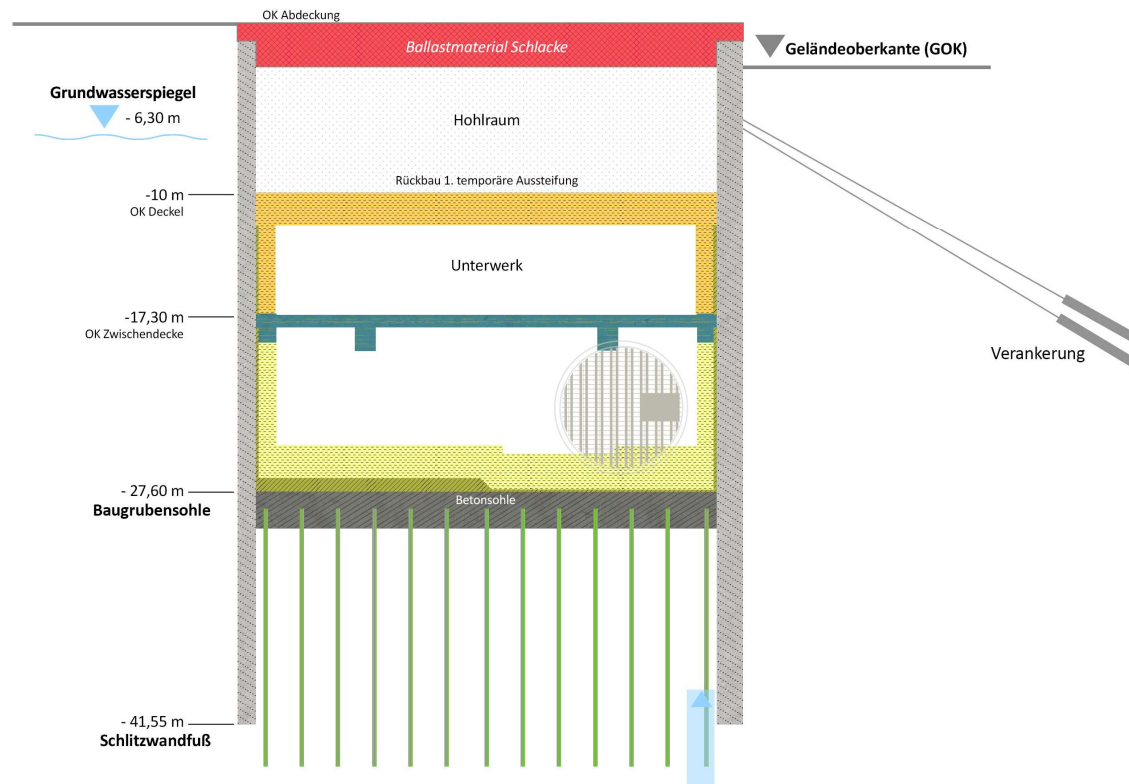 OK Abdeckung
Ballastmaterial Schlacke
Geländeoberkante (GOK)
Grundwasserspiegel
- 6,30 m
Hohlraum
Rückbau 1. temporäre Aussteifung
-10 m
OK Deckel
Unterwerk
-17,30 m
OK Zwischendecke
Verankerung
- 27,60 m
Baugrubensohle
Betonsohle
- 41,55 m
Schlitzwandfuß